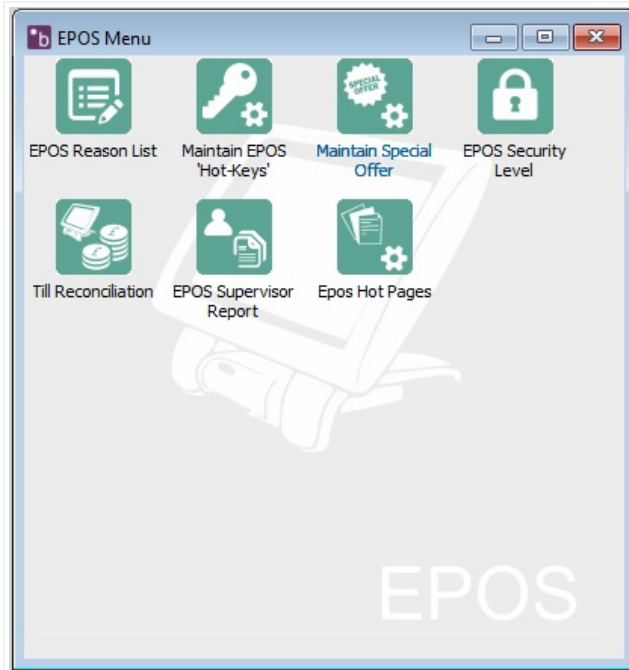 b EPOS Menu
EPOS Reason List
Maintain EPOS
'Hot-Keys'
Maintain Special
Offer
EPOS Security
Level
SPECIAL
OFFER
Till Reconciliation
EPOS Supervisor
Report
Epos Hot Pages
££
EPOS